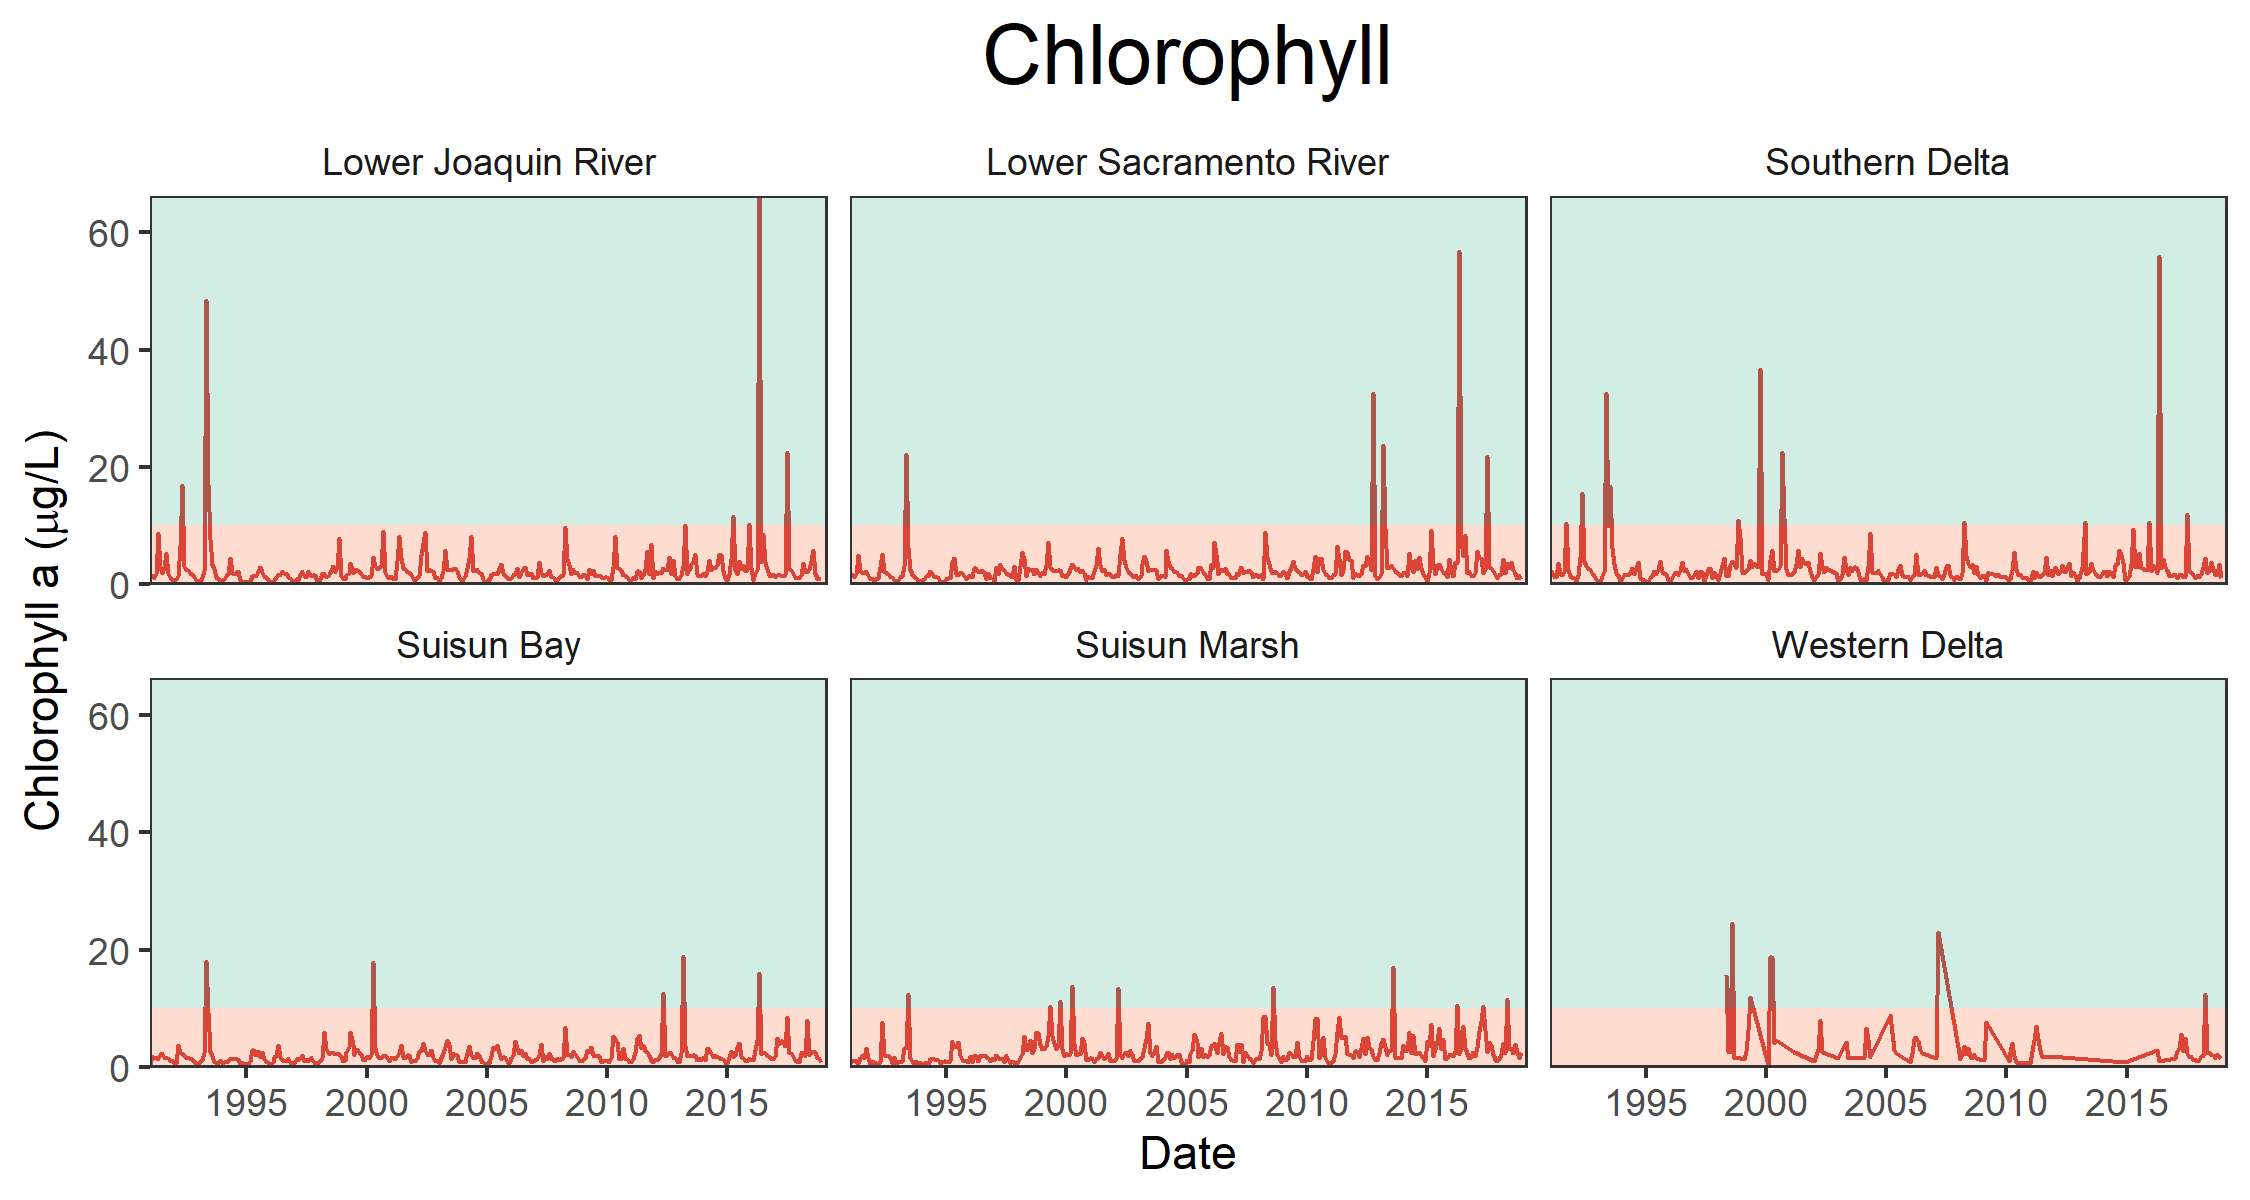 Chlorophyll
Lower Joaquin River
Lower Sacramento River
Southern Delta
60
40
20
0
Chlorophyll a (µg/L)
Suisun Bay
Suisun Marsh
Western Delta
60
40
20
0
1995 2000 2005 2010 2015
1995 2000 2005 2010 2015
1995 2000 2005 2010 2015
Date